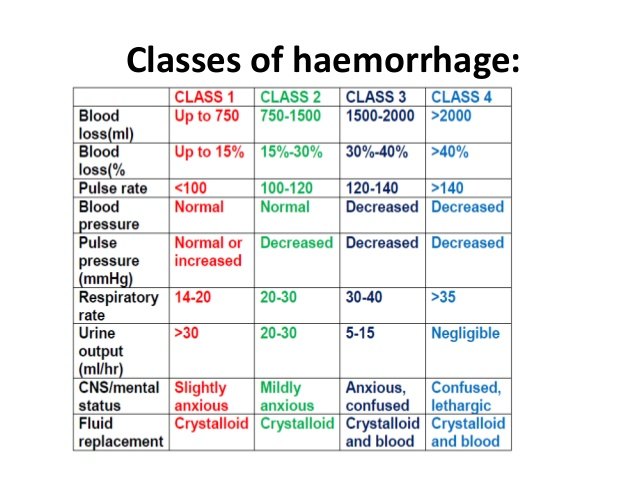 Classes of haemorrhage:
CLASS 1 CLASS 2 CLASS 3 CLASS 4
Blood Up to 750 750-1500 1500-2000 >2000
loss(ml)
Blood Up to 15% 15%-30% 30%-40% >40%
loss(%
Pulse rate <100 100-120 120-140 >140
Blood Normal Normal Decreased Decreased
pressure
Pulse Normal or Decreased Decreased Decreased
pressure increased
(mmHg)
Respiratory 14-20 20-30 30-40 >35
rate
Urine >30 20-30 5-15 Negligible
output
(ml/hr)
CNS/mental Slightly Mildly Anxious, Confused,
status anxious anxious confused lethargic
Fluid Crystalloid Crystalloid Crystalloid Crystalloid
replacement and blood and blood